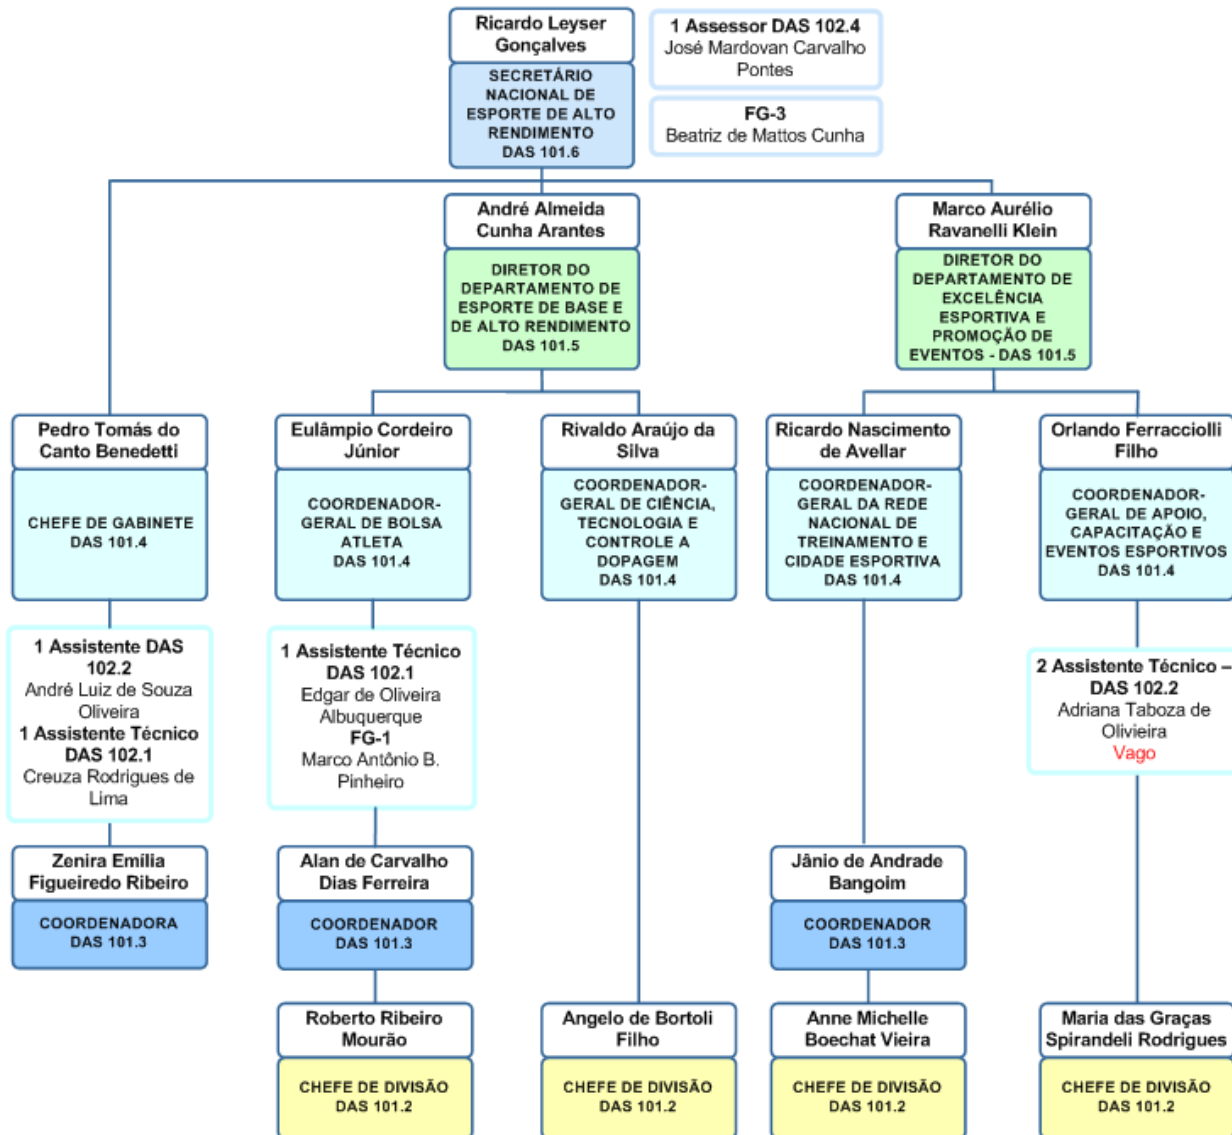 Ricardo Leyser
Gonçalves
SECRETÁRIO
NACIONAL DE
ESPORTE DE ALTO
RENDIMENTO
DAS 101.6
1 Assessor DAS 102.4
José Mardovan Carvalho
Pontes
FG-3
Beatriz de Mattos Cunha
André Almeida
Cunha Arantes
DIRETOR DO
DEPARTAMENTO DE
ESPORTE DE BASE E
DE ALTO RENDIMENTO
DAS 101.5
Marco Aurélio
Ravanelli Klein
DIRETOR DO
DEPARTAMENTO DE
EXCELÊNCIA
ESPORTIVA E
PROMOÇÃO DE
EVENTOS - DAS 101.5
Pedro Tomás do
Canto Benedetti
CHEFE DE GABINETE
DAS 101.4
Eulâmpio Cordeiro
Júnior
COORDENADOR-
GERAL DE BOLSA
ATLETA
DAS 101.4
Rivaldo Araújo da
Silva
COORDENADOR-
GERAL DE CIÊNCIA,
TECNOLOGIA E
CONTROLE A
DOPAGEM
DAS 101.4
Ricardo Nascimento
de Avellar
COORDENADOR-
GERAL DA REDE
NACIONAL DE
TREINAMENTO E
CIDADE ESPORTIVA
DAS 101.4
Orlando Ferracciolli
Filho
COORDENADOR-
GERAL DE APOIO,
CAPACITAÇÃO E
EVENTOS ESPORTIVOS
DAS 101.4
1 Assistente DAS
102.2
André Luiz de Souza
Oliveira
1 Assistente Técnico
DAS 102.1
Creuza Rodrigues de
Lima
1 Assistente Técnico
DAS 102.1
Edgar de Oliveira
Albuquerque
FG-1
Marco Antônio B.
Pinheiro
2 Assistente Técnico –
DAS 102.2
Adriana Taboza de
Olivieira
Vago
Zenira Emília
Figueiredo Ribeiro
COORDENADORA
DAS 101.3
Alan de Carvalho
Dias Ferreira
COORDENADOR
DAS 101.3
Jânio de Andrade
Bangoim
COORDENADOR
DAS 101.3
Roberto Ribeiro
Mourão
CHEFE DE DIVISÃO
DAS 101.2
Angelo de Bortoli
Filho
CHEFE DE DIVISÃO
DAS 101.2
Anne Michelle
Boechat Vieira
CHEFE DE DIVISÃO
DAS 101.2
Maria das Graças
Spirandeli Rodrigues
CHEFE DE DIVISÃO
DAS 101.2